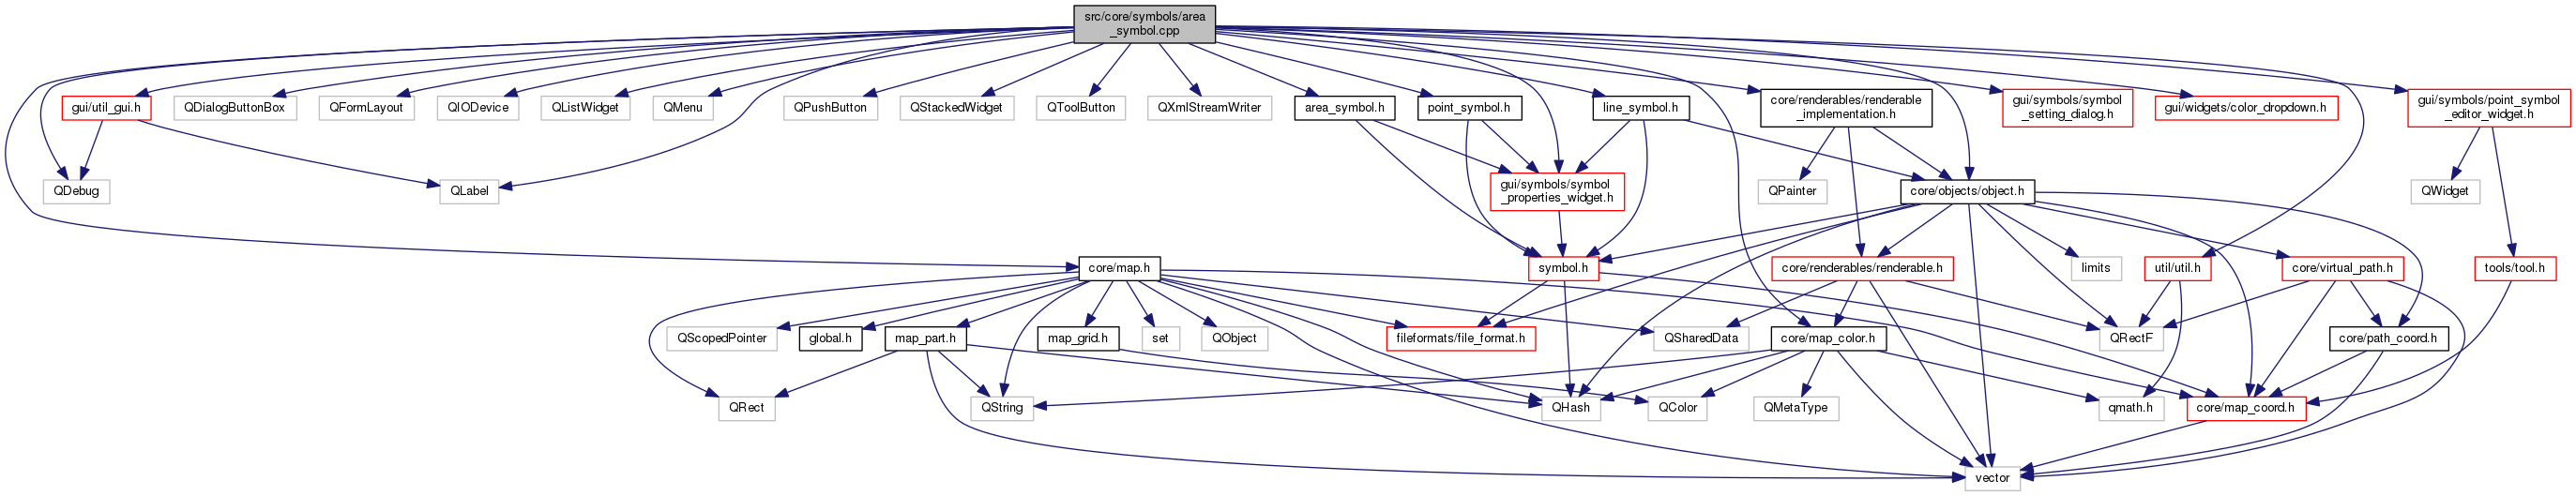 src/core/symbols/area
_symbol.cpp
gui/util_gui.h
QDialogButtonBox
QFormLayout
QIODevice
QListWidget
QMenu
QPushButton
QStackedWidget
QToolButton
QXmlStreamWriter
area_symbol.h
point_symbol.h
line_symbol.h
core/renderables/renderable
_implementation.h
gui/symbols/symbol
_setting_dialog.h
gui/widgets/color_dropdown.h
gui/symbols/point_symbol
_editor_widget.h
QDebug
QLabel
gui/symbols/symbol
_properties_widget.h
QPainter
core/objects/object.h
QWidget
core/map.h
symbol.h
core/renderables/renderable.h
limits
util/util.h
core/virtual_path.h
tools/tool.h
QScopedPointer
global.h
map_part.h
map_grid.h
set
QObject
fileformats/file_format.h
QSharedData
core/map_color.h
QRectF
core/path_coord.h
QRect
QString
QHash
QColor
QMetaType
qmath.h
core/map_coord.h
vector